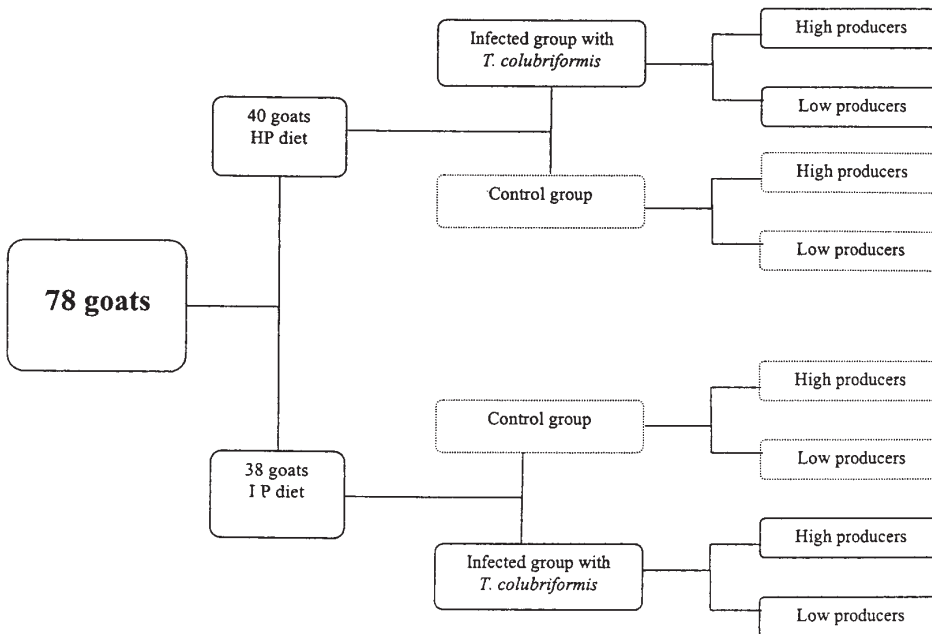 78 goats
40 goats
HP diet
Infected group with
T. colubriformis
High producers
Low producers
Control group
High producers
Low producers
38 goats
I P diet
Control group
High producers
Low producers
Infected group with
T. colubriformis
High producers
Low producers